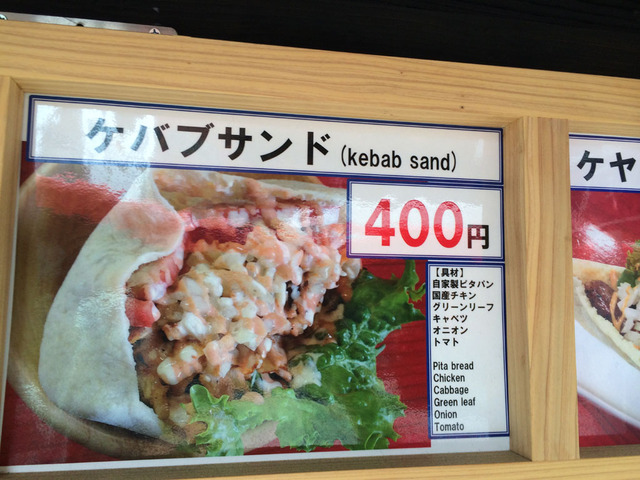 ケバブサンド (kebab sand)
400円
【具材】
自家製ピタパン
国産チキン
グリーンリーフ
キャベツ
オニオン
トマト
Pita bread
Chicken
Cabbage
Green leaf
Onion
Tomato
ケヤ